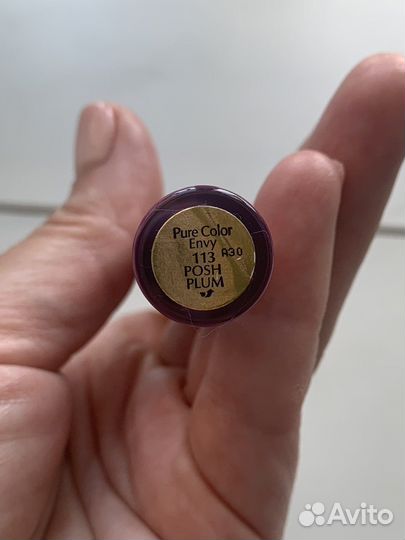 Pure Color
Envy
113 A30
POSH
PLUM
Avito